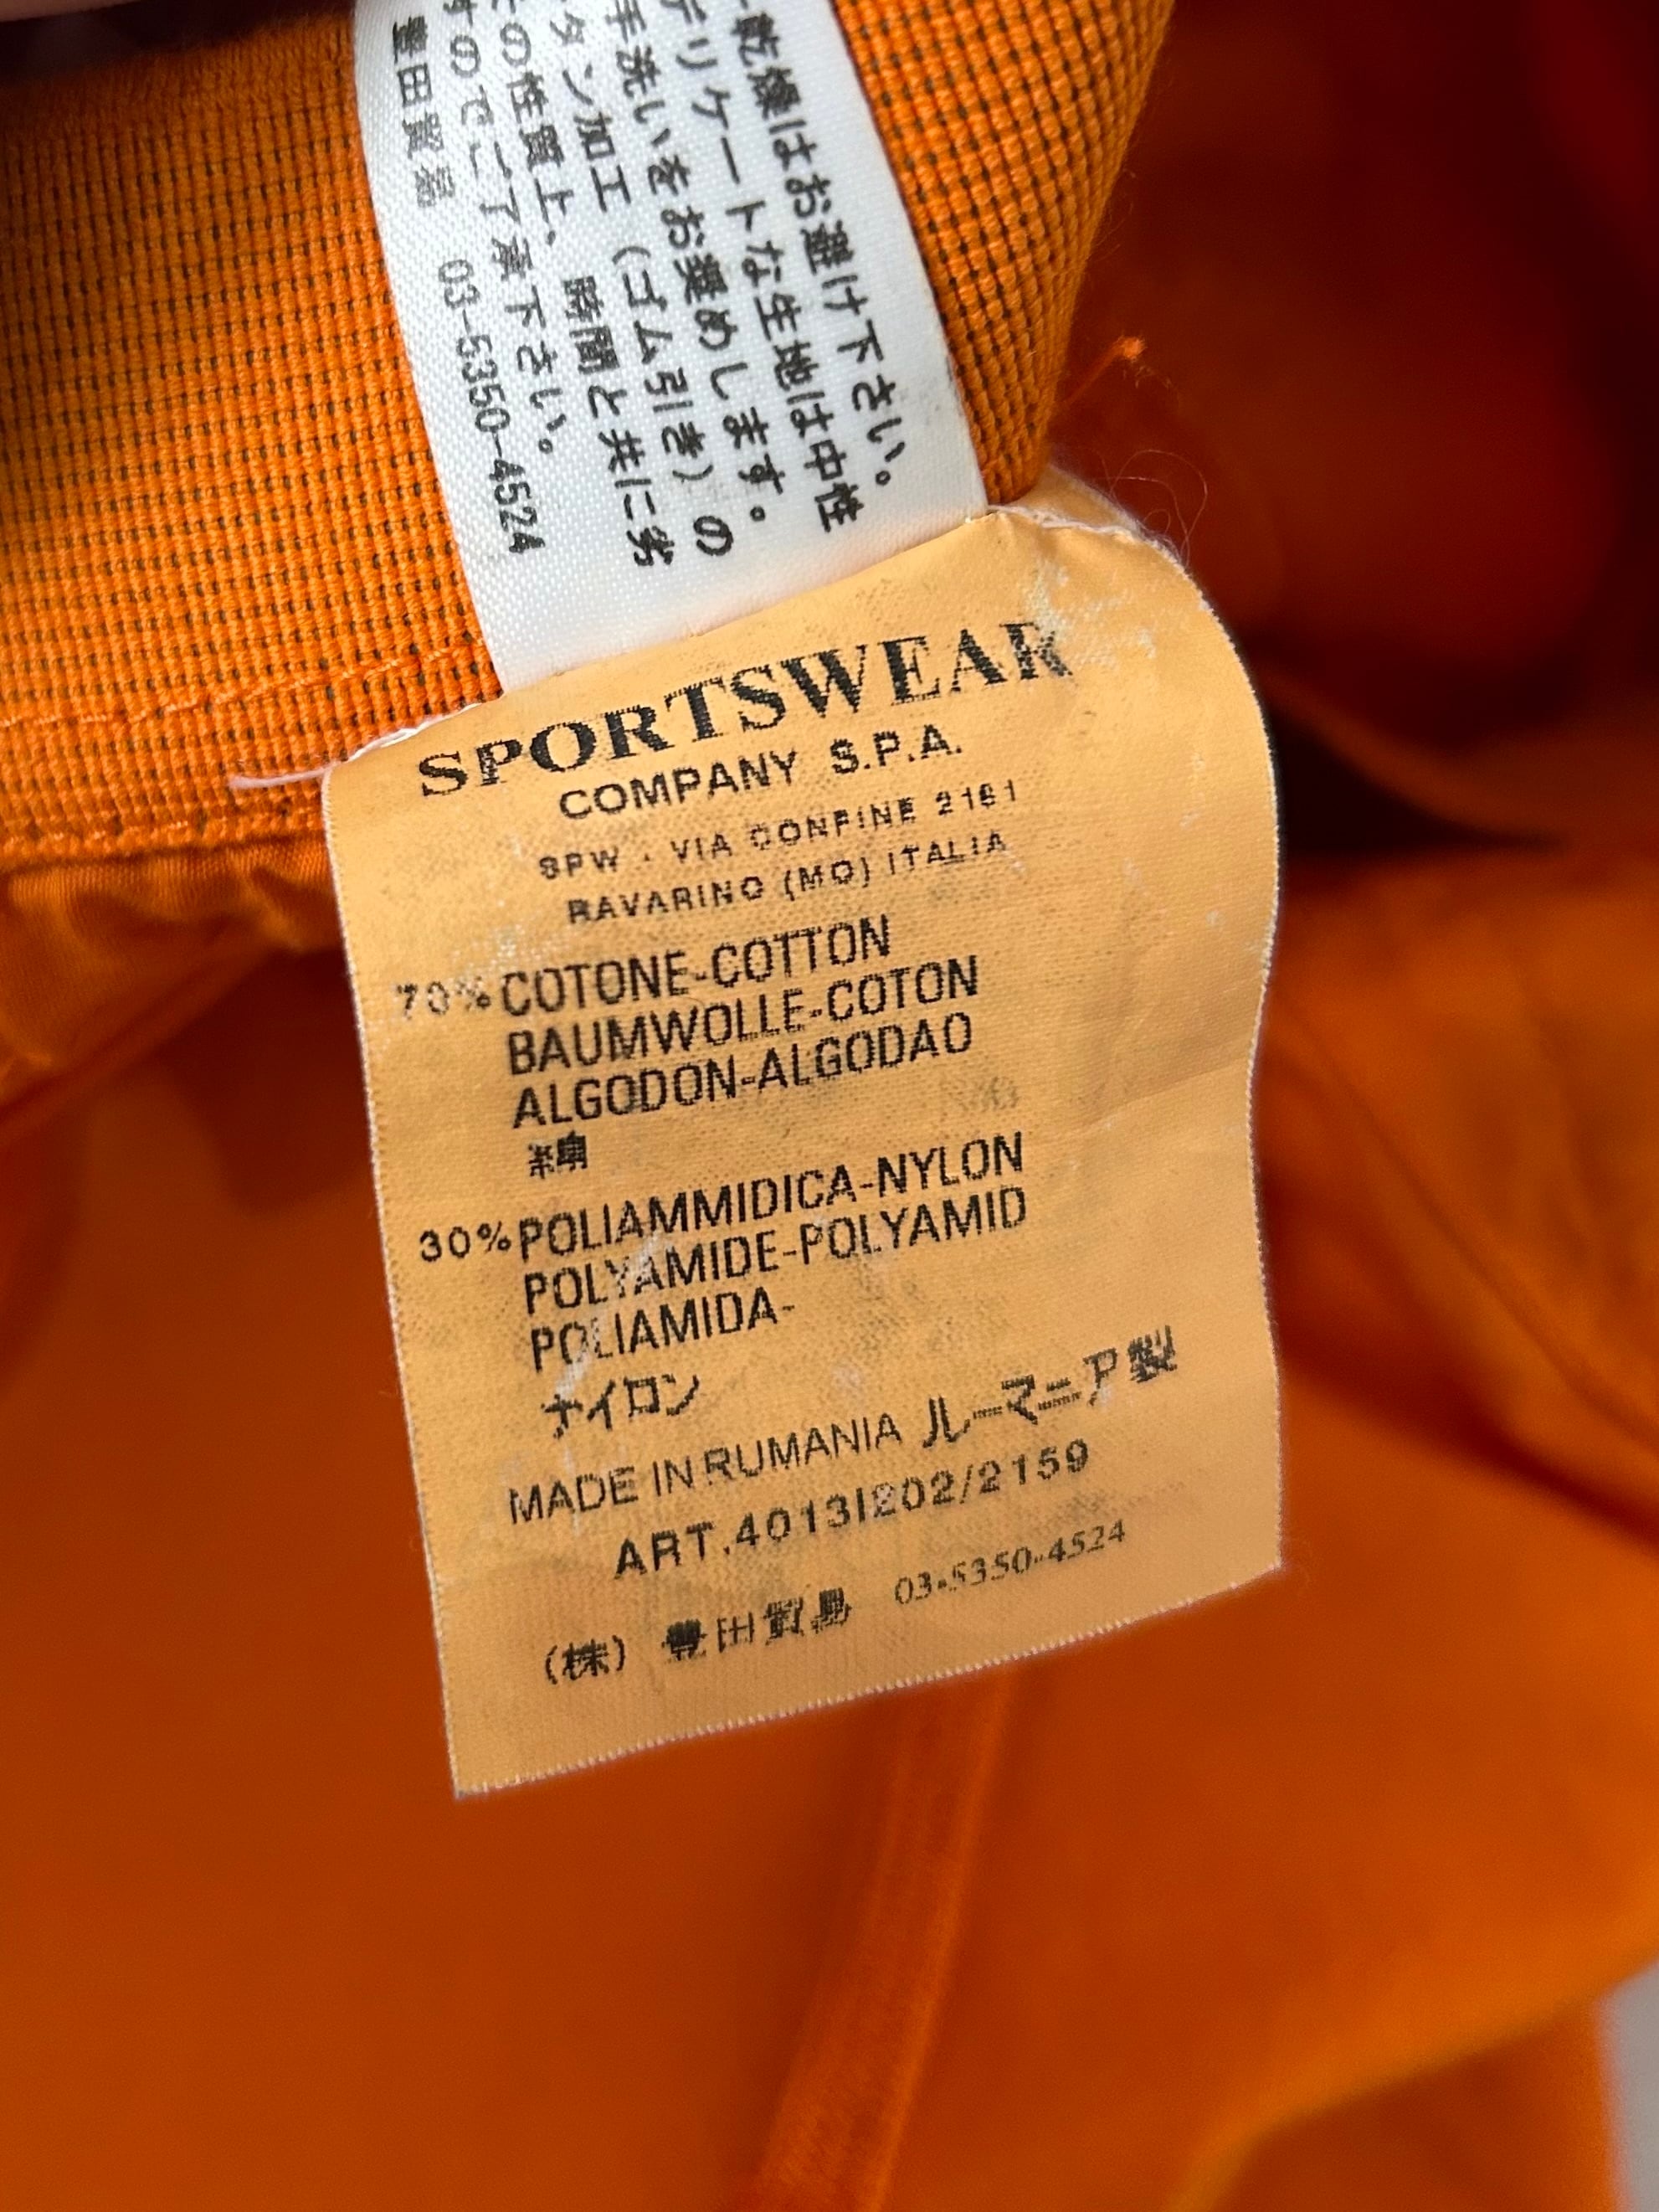 乾燥はお避け下さい。
デリケートな生地は中性
手洗いをお奨めします。
タン加工（ゴム引き）の
の性質上、時間と共に劣
すのでご了承下さい。
豊田貿易 03-5350-4524
SPORTSWEAR
COMPANY S.P.A.
SPW . VIA CONFINE 2161
RAVARINO (MO) ITALIA
70% COTONE-COTTON
BAUMWOLLE-COTON
ALGODON-ALGODAO
綿
30% POLIAMMIDICA-NYLON
POLYAMIDE-POLYAMID
POLIAMIDA-
ナイロン
MADE IN RUMANIA ルーマニア製
ART.4013I202/2159
(株) 豊田貿易 03-5350-4524